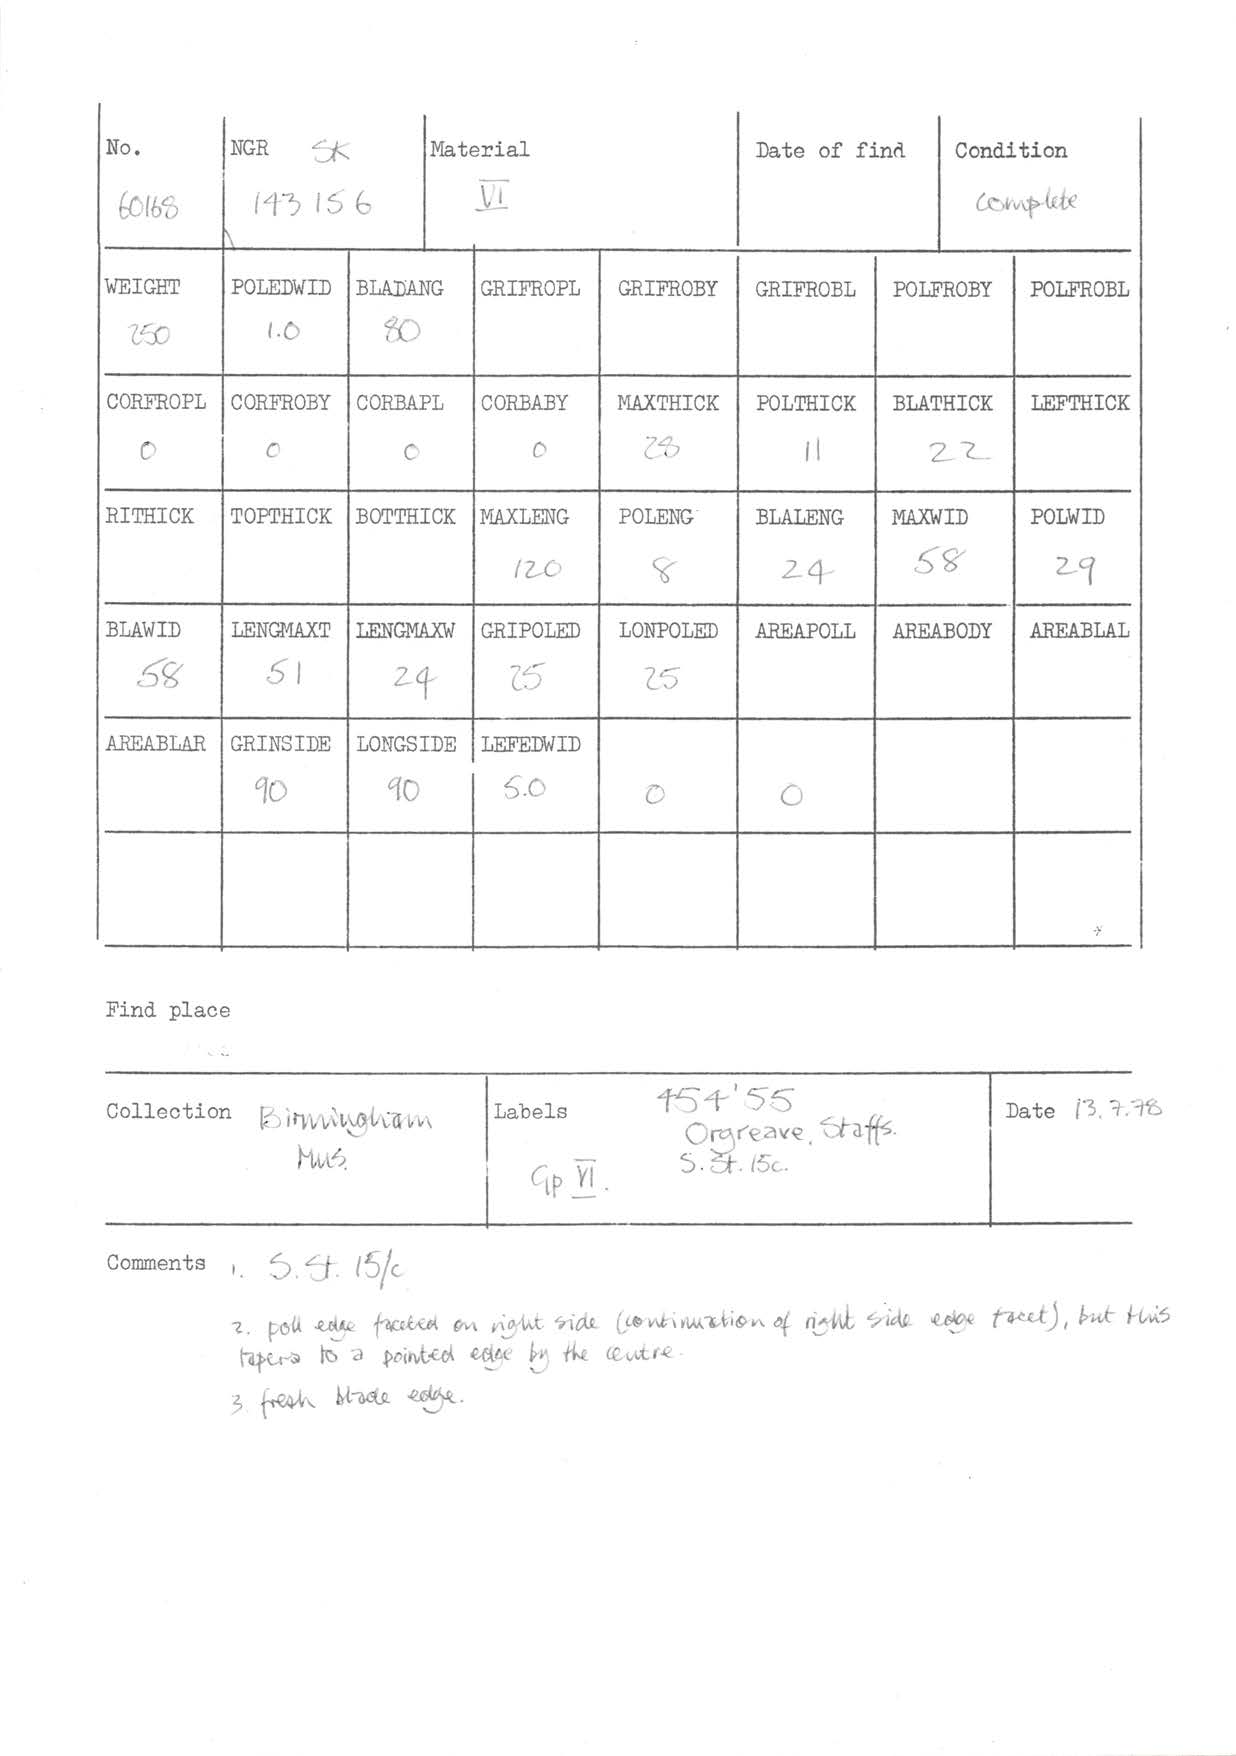 No. NGR SK Material Date of find Condition
60168 143 156 VI complete
WEIGHT POLEDWID BLADANG GRIFROPL GRIFROBY GRIFROBL POLFROBY POLFROBL
250 1.0 80
CORFROPL CORFROBY CORBAPL CORBABY MAXTHICK POLTHICK BLATHICK LEFTHICK
0 0 0 0 28 11 22
RITHICK TOPTHICK BOTTHICK MAXLENG POLENG BLALENG MAXWID POLWID
120 8 24 58 29
BLAWID LENGMAXT LENGMAXW GRIPOLED LONPOLED AREAPOLL AREABODY AREABLAL
58 51 24 25 25
AREABLAR GRINSIDE LONGSIDE LEFEDWID
90 90 5.0 0 0
Find place
Collection Birmingham
Mus.
Labels 454'55
Orgreave, Staffs.
S. St. 15c.
Gp VI.
Date 13.7.78
Comments 1. S. St. 15/c
2. poll edge faceted on right side (continuation of right side edge facet), but this
tapers to a pointed edge by the centre.
3. fresh blade edge.